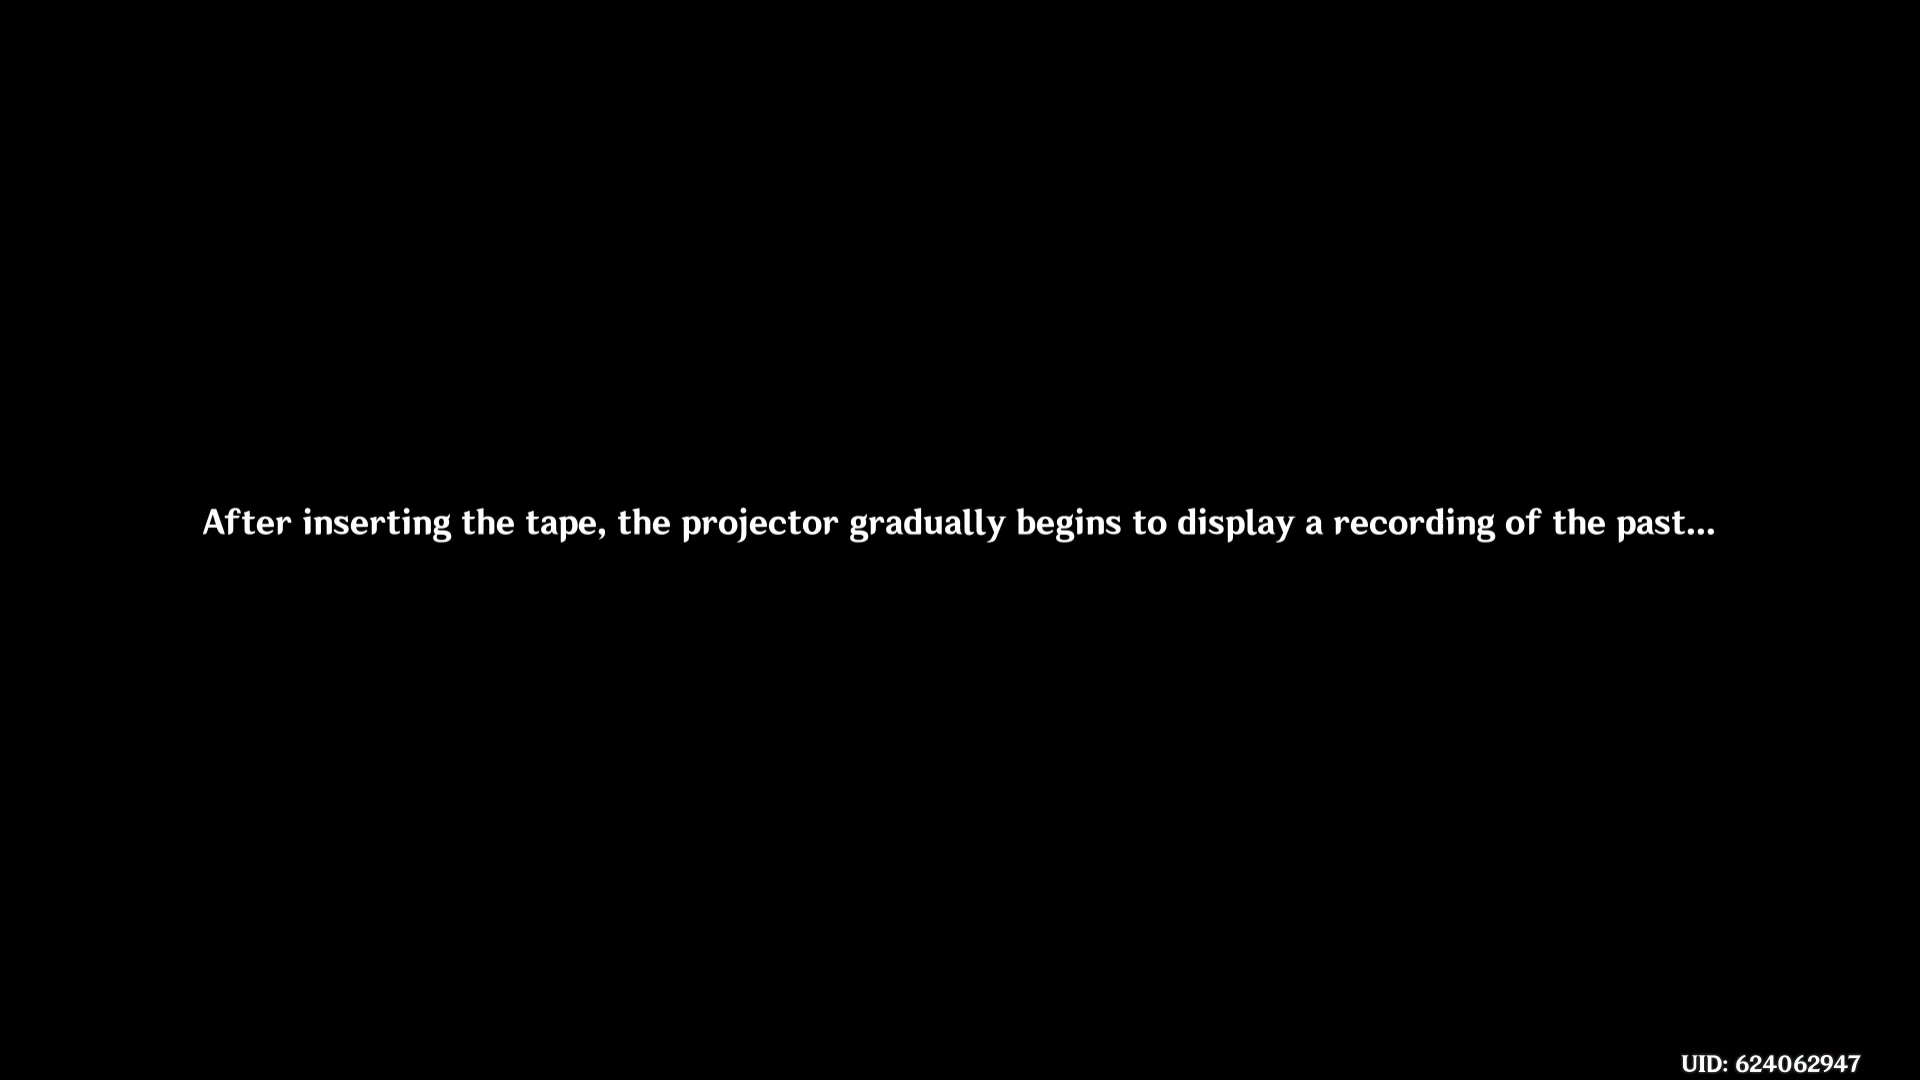 After inserting the tape, the projector gradually begins to display a recording of the past...
UID: 624062947